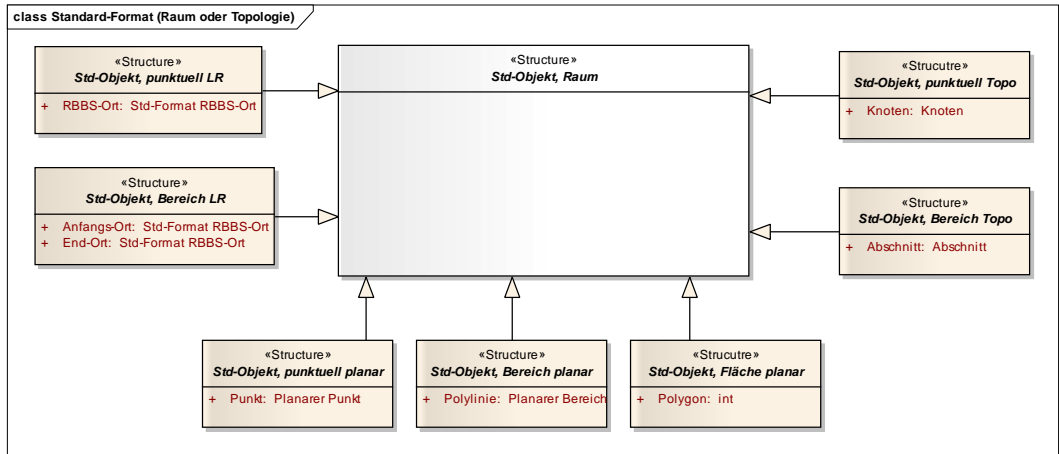 class Standard-Format (Raum oder Topologie)
«Structure»
Std-Objekt, punktuell LR
+ RBBS-Ort: Std-Format RBBS-Ort
«Structure»
Std-Objekt, Raum
«Strucutre»
Std-Objekt, punktuell Topo
+ Knoten: Knoten
«Structure»
Std-Objekt, Bereich LR
+ Anfangs-Ort: Std-Format RBBS-Ort
+ End-Ort: Std-Format RBBS-Ort
«Structure»
Std-Objekt, Bereich Topo
+ Abschnitt: Abschnitt
«Structure»
Std-Objekt, punktuell planar
+ Punkt: Planarer Punkt
«Structure»
Std-Objekt, Bereich planar
+ Polylinie: Planarer Bereich
«Strucutre»
Std-Objekt, Fläche planar
+ Polygon: int